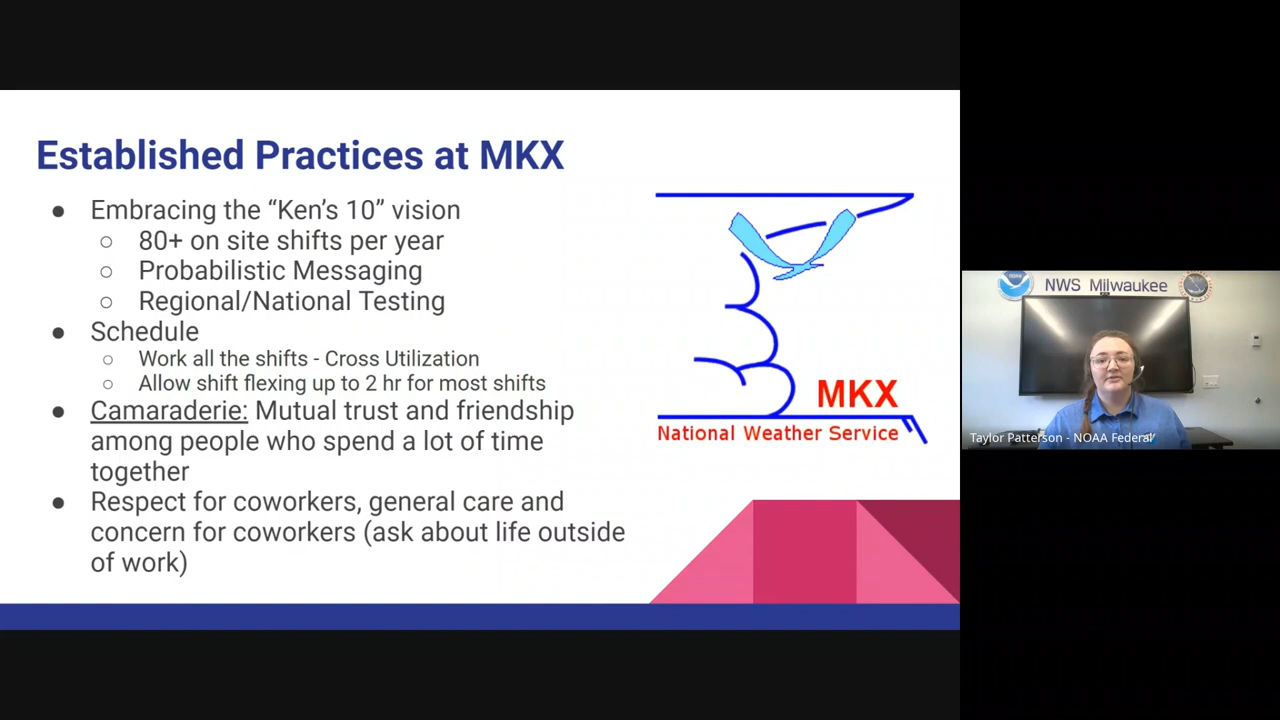 Established Practices at MKX
● Embracing the “Ken’s 10” vision
○ 80+ on site shifts per year
○ Probabilistic Messaging
○ Regional/National Testing
● Schedule
○ Work all the shifts - Cross Utilization
○ Allow shift flexing up to 2 hr for most shifts
● Camaraderie: Mutual trust and friendship
among people who spend a lot of time
together
● Respect for coworkers, general care and
concern for coworkers (ask about life outside
of work)
MKX
National Weather Service
NWS Milwaukee
Taylor Patterson - NOAA Federal